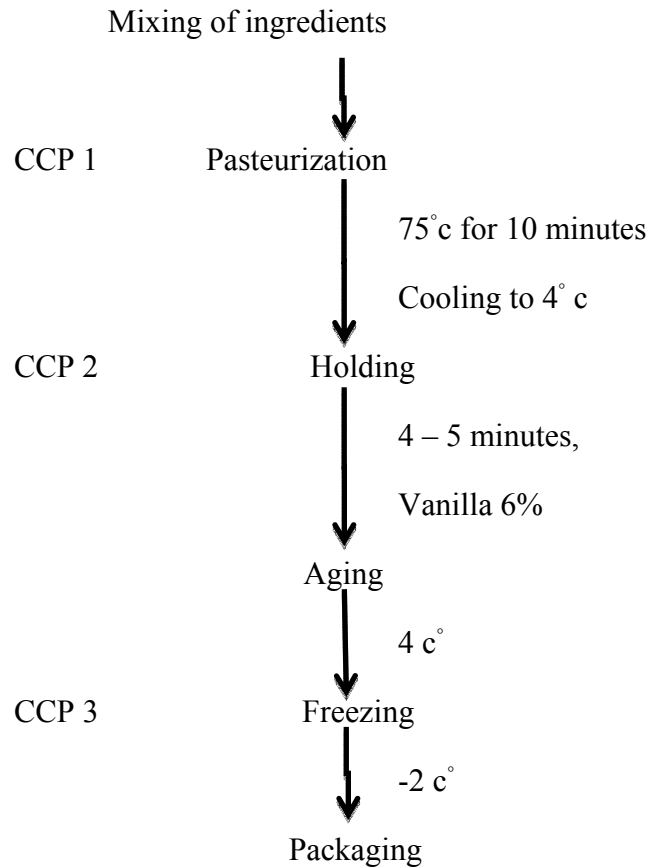 Mixing of ingredients
CCP 1 Pasteurization
75°c for 10 minutes
Cooling to 4° c
CCP 2 Holding
4 – 5 minutes,
Vanilla 6%
Aging
4 c°
CCP 3 Freezing
-2 c°
Packaging